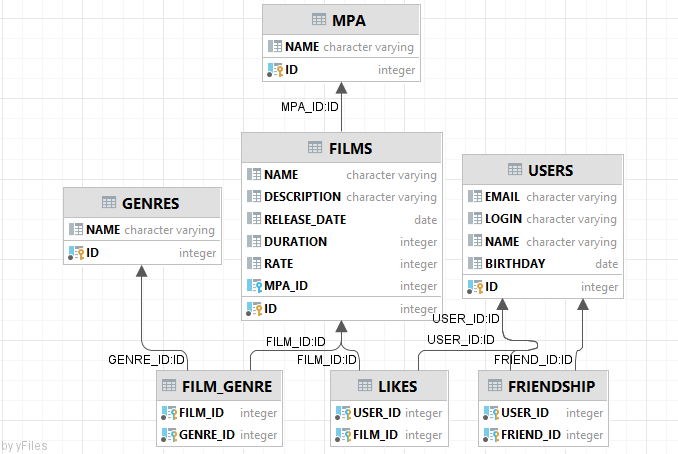 MPA
NAME character varying
ID integer
MPA_ID:ID
FILMS
NAME character varying
DESCRIPTION character varying
RELEASE_DATE date
DURATION integer
RATE integer
MPA_ID integer
ID integer
USERS
EMAIL character varying
LOGIN character varying
NAME character varying
BIRTHDAY date
ID integer
GENRES
NAME character varying
ID integer
USER_ID:ID
FILM_ID:ID
USER_ID:ID
GENRE_ID:ID
FILM_ID:ID
FRIEND_ID:ID
FILM_GENRE
FILM_ID integer
GENRE_ID integer
LIKES
USER_ID integer
FILM_ID integer
FRIENDSHIP
USER_ID integer
FRIEND_ID integer
by yFiles